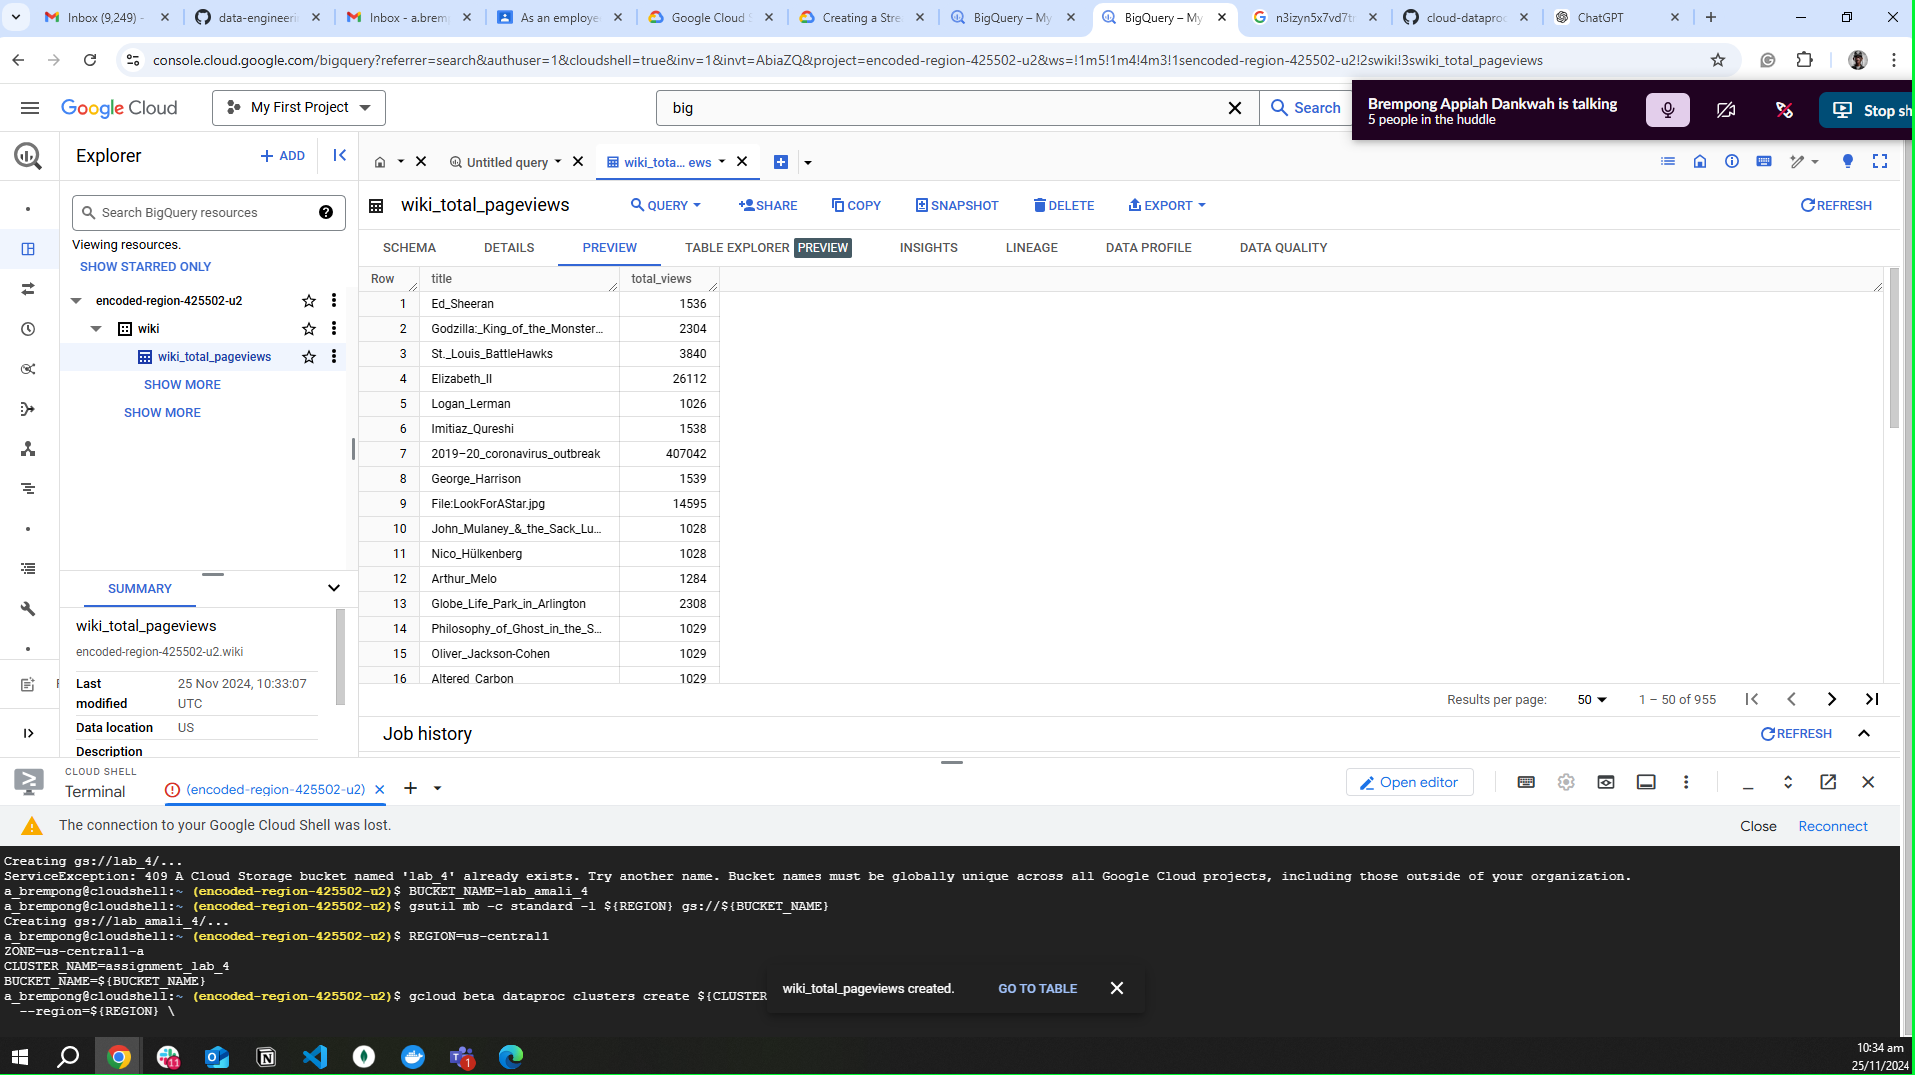 Inbox (9,249) -
data-engineeri
Inbox - a.bremp
As an employe
Google Cloud S
Creating a Stre
BigQuery – My
BigQuery – My
n3izyn5x7vd7tr
cloud-dataproc
ChatGPT
console.cloud.google.com/bigquery?referrer=search&authuser=1&cloudshell=true&inv=1&invt=AbiaZQ&project=encoded-region-425502-u2&ws=!1m5!1m4!4m3!1sencoded-region-425502-u2!2swiki!3swiki_total_pageviews
Google Cloud
My First Project
big
Search
Brempong Appiah Dankwah is talking
5 people in the huddle
Stop sh
Explorer
+ ADD
Untitled query
wiki_tota... ews
Search BigQuery resources
Viewing resources.
SHOW STARRED ONLY
encoded-region-425502-u2
wiki
wiki_total_pageviews
SHOW MORE
SHOW MORE
wiki_total_pageviews
QUERY
SHARE
COPY
SNAPSHOT
DELETE
EXPORT
REFRESH
SCHEMA
DETAILS
PREVIEW
TABLE EXPLORER PREVIEW
INSIGHTS
LINEAGE
DATA PROFILE
DATA QUALITY
Row title total_views
1 Ed_Sheeran 1536
2 Godzilla:_King_of_the_Monster... 2304
3 St._Louis_BattleHawks 3840
4 Elizabeth_II 26112
5 Logan_Lerman 1026
6 Imitiaz_Qureshi 1538
7 2019–20_coronavirus_outbreak 407042
8 George_Harrison 1539
9 File:LookForAStar.jpg 14595
10 John_Mulaney_&_the_Sack_Lu... 1028
11 Nico_Hülkenberg 1028
12 Arthur_Melo 1284
13 Globe_Life_Park_in_Arlington 2308
14 Philosophy_of_Ghost_in_the_S... 1029
15 Oliver_Jackson-Cohen 1029
16 Altered_Carbon 1029
Results per page: 50 1 – 50 of 955
Job history
REFRESH
SUMMARY
wiki_total_pageviews
encoded-region-425502-u2.wiki
Last modified 25 Nov 2024, 10:33:07 UTC
Data location US
Description
CLOUD SHELL
Terminal
(encoded-region-425502-u2)
Open editor
The connection to your Google Cloud Shell was lost.
Close
Reconnect
Creating gs://lab_4/...
ServiceException: 409 A Cloud Storage bucket named 'lab_4' already exists. Try another name. Bucket names must be globally unique across all Google Cloud projects, including those outside of your organization.
a_brempong@cloudshell:~ (encoded-region-425502-u2)$ BUCKET_NAME=lab_amali_4
a_brempong@cloudshell:~ (encoded-region-425502-u2)$ gsutil mb -c standard -l ${REGION} gs://${BUCKET_NAME}
Creating gs://lab_amali_4/...
a_brempong@cloudshell:~ (encoded-region-425502-u2)$ REGION=us-central1
ZONE=us-central1-a
CLUSTER_NAME=assignment_lab_4
BUCKET_NAME=${BUCKET_NAME}
a_brempong@cloudshell:~ (encoded-region-425502-u2)$ gcloud beta dataproc clusters create ${CLUSTER
--region=${REGION} \
wiki_total_pageviews created.
GO TO TABLE
11
1
10:34 am
25/11/2024